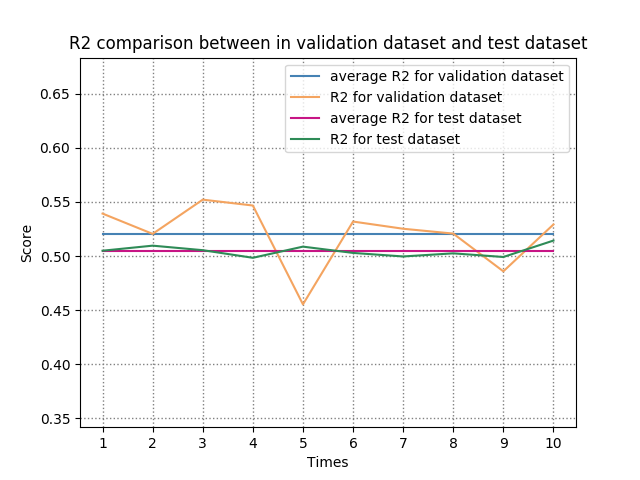 R2 comparison between in validation dataset and test dataset
average R2 for validation dataset
R2 for validation dataset
average R2 for test dataset
R2 for test dataset
0.65
0.60
0.55
0.50
0.45
0.40
0.35
Score
1 2 3 4 5 6 7 8 9 10
Times